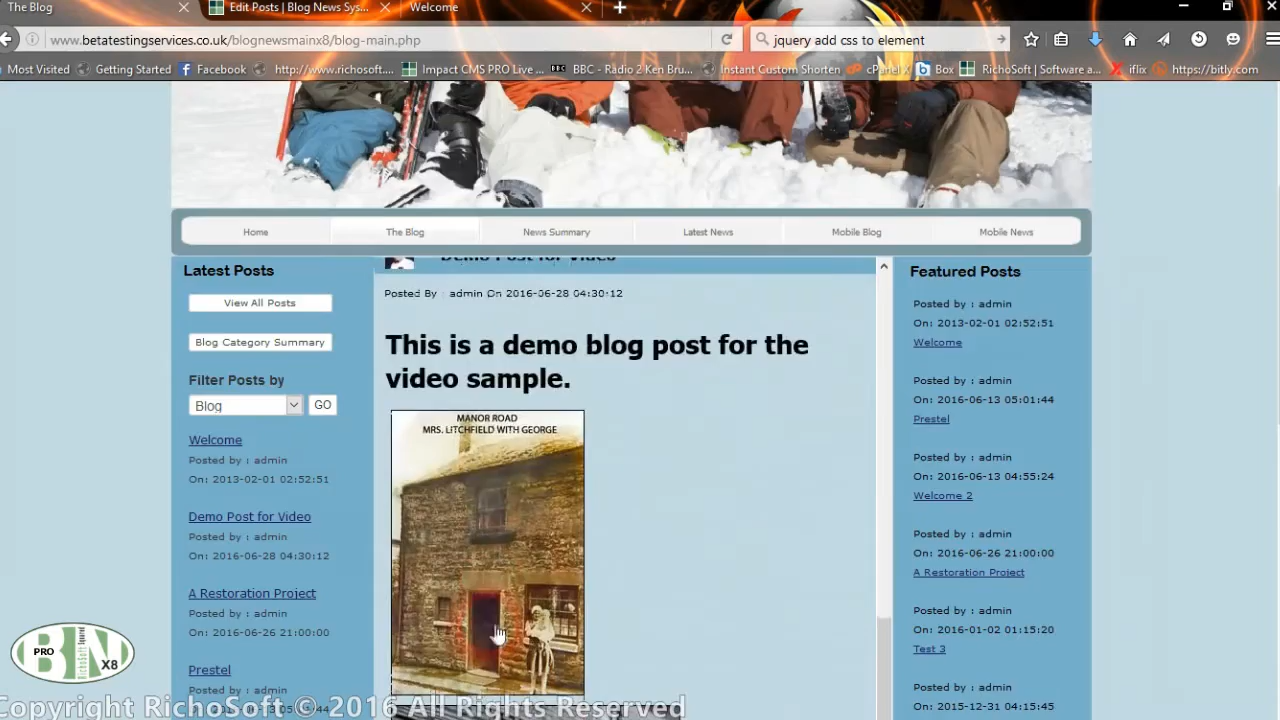 The Blog
Edit Posts | Blog News Sys...
Welcome
www.betatestingservices.co.uk/blognewsmainx8/blog-main.php
jquery add css to element
Most Visited
Getting Started
Facebook
http://www.richosoft....
Impact CMS PRO Live ...
BBC - Radio 2 Ken Bru...
Instant Custom Shorten
cPanel X
Box
RichoSoft | Software a...
iflix
https://bitly.com
Home
The Blog
News Summary
Latest News
Mobile Blog
Mobile News
Latest Posts
View All Posts
Blog Category Summary
Filter Posts by
Blog
GO
Welcome
Posted by : admin
On: 2013-02-01 02:52:51
Demo Post for Video
Posted by : admin
On: 2016-06-28 04:30:12
A Restoration Project
Posted by : admin
On: 2016-06-26 21:00:00
Prestel
Posted by : admin
Demo Post for Video
Posted By : admin On 2016-06-28 04:30:12
This is a demo blog post for the
video sample.
MANOR ROAD
MRS. LITCHFIELD WITH GEORGE
Featured Posts
Posted by : admin
On: 2013-02-01 02:52:51
Welcome
Posted by : admin
On: 2016-06-13 05:01:44
Prestel
Posted by : admin
On: 2016-06-13 04:55:24
Welcome 2
Posted by : admin
On: 2016-06-26 21:00:00
A Restoration Project
Posted by : admin
On: 2016-01-02 01:15:20
Test 3
Posted by : admin
On: 2015-12-31 04:15:45
BN
PRO
RichoSoft Squared
X8
Copyright RichoSoft © 2016 All Rights Reserved